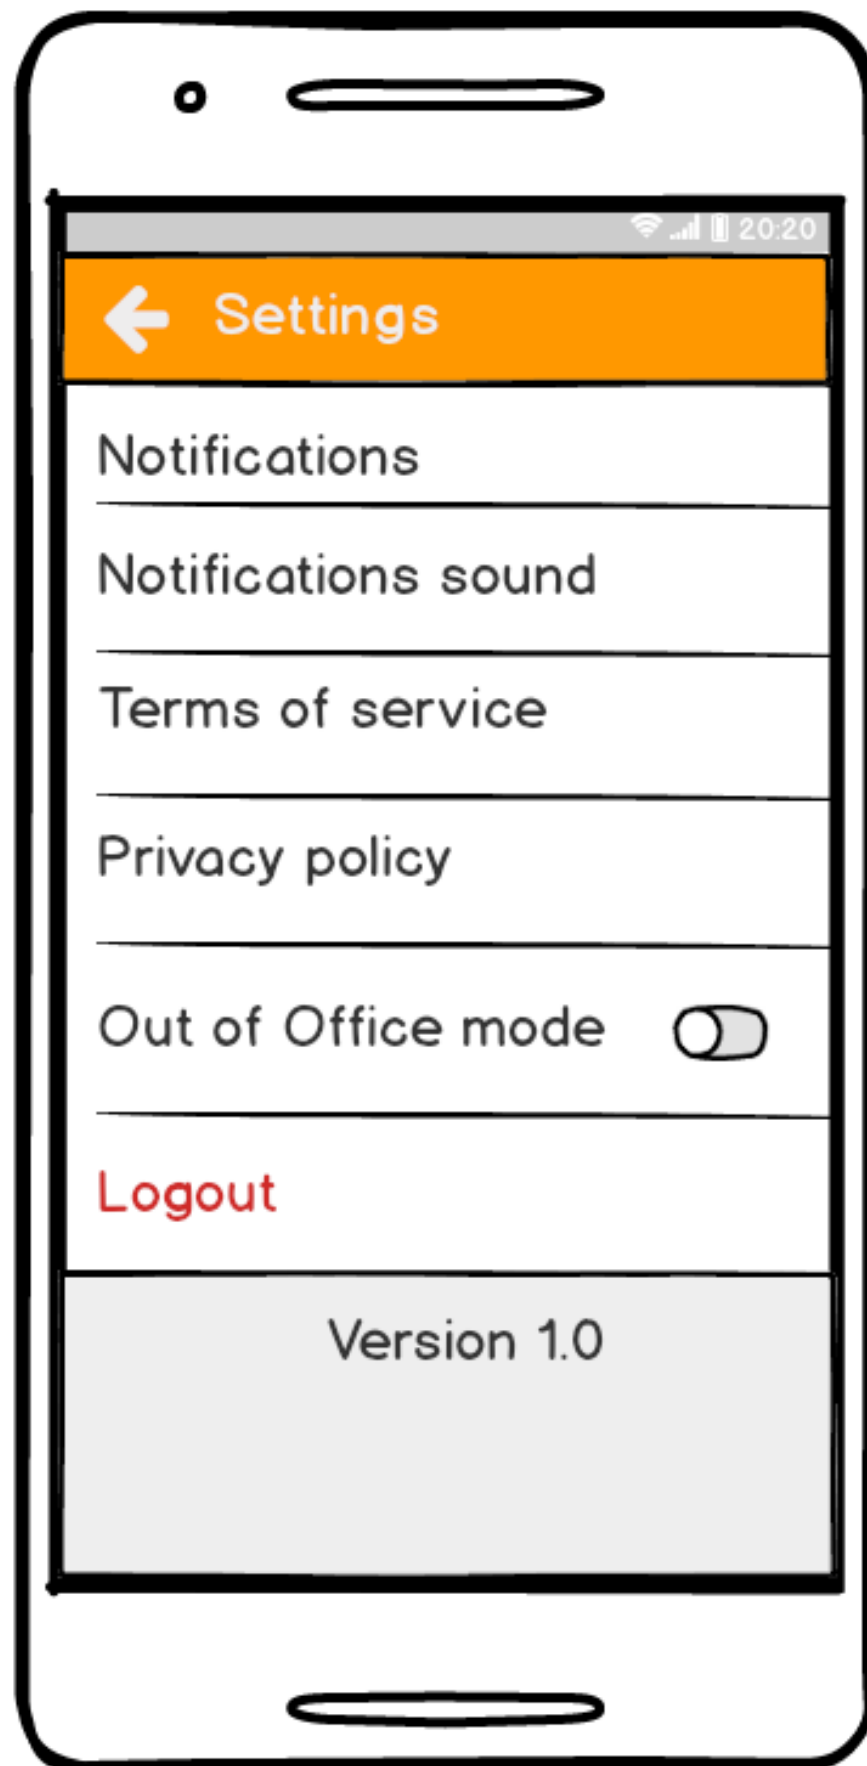 20:20
Settings
Notifications
Notifications sound
Terms of service
Privacy policy
Out of Office mode
Logout
Version 1.0